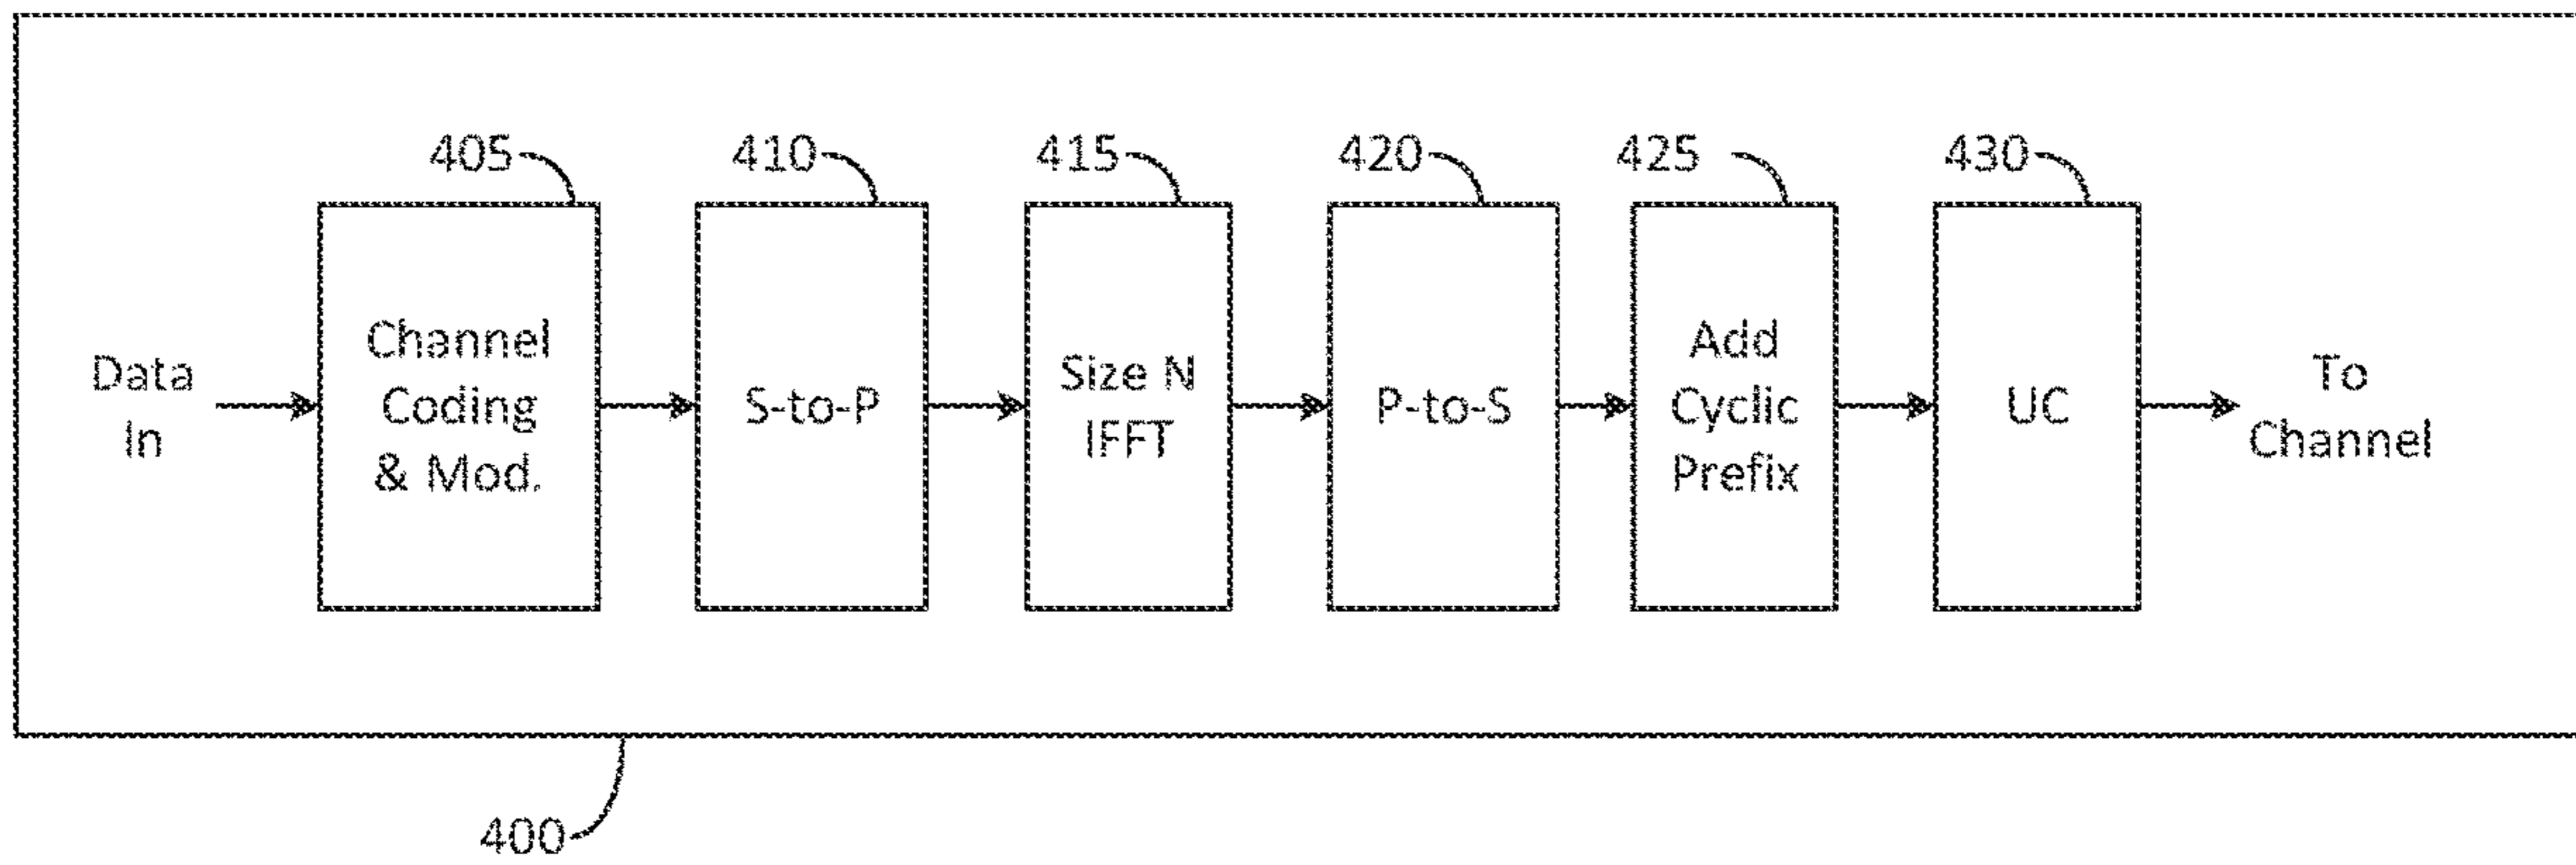 405
410
415
420
425
430
Data
In
Channel
Coding
& Mod.
S-to-P
Size N
IFFT
P-to-S
Add
Cyclic
Prefix
UC
To
Channel
400